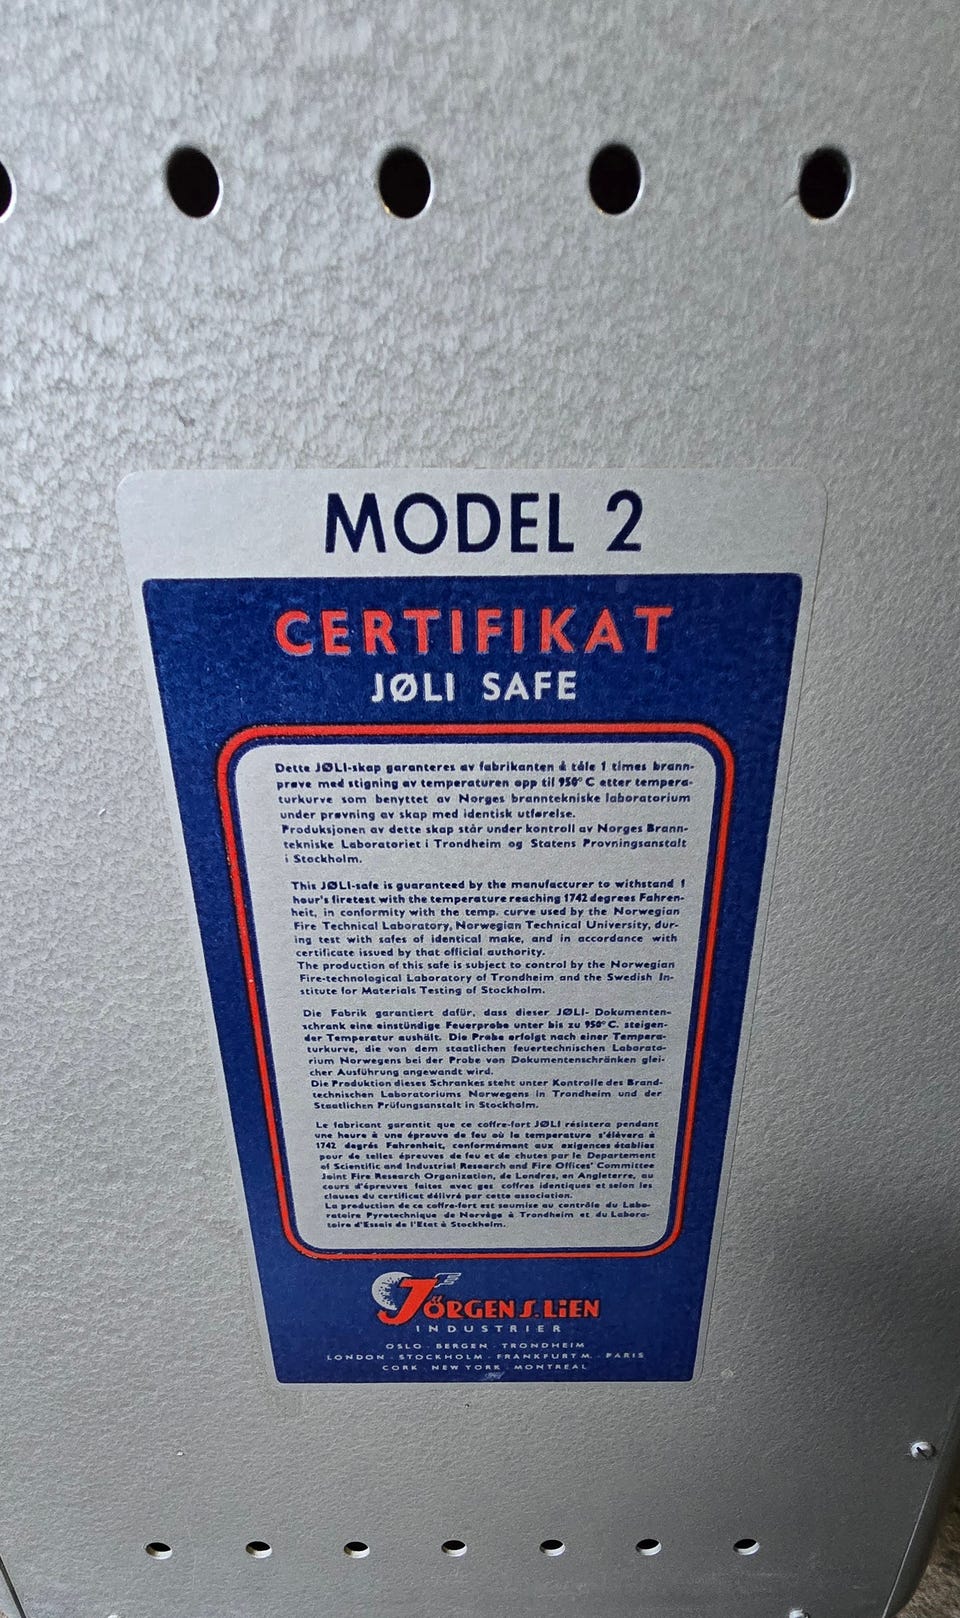 MODEL 2
CERTIFIKAT
JØLI SAFE
Dette JØLI-skap garanteres av fabrikanten å tåle 1 times brann-
prøve med stigning av temperaturen opp til 950° C etter tempera-
turkurve som benyttet av Norges branntekniske laboratorium
under prøvning av skap med identisk utførelse.
Produksjonen av dette skap står under kontroll av Norges Brann-
tekniske Laboratoriet i Trondheim og Statens Provningsanstalt
i Stockholm.
This JØLI-safe is guaranteed by the manufacturer to withstand 1
hour's firetest with the temperature reaching 1742 degrees Fahren-
heit, in conformity with the temp. curve used by the Norwegian
Fire Technical Laboratory, Norwegian Technical University, dur-
ing test with safes of identical make, and in accordance with
certificate issued by that official authority.
The production of this safe is subject to control by the Norwegian
Fire-technological Laboratory of Trondheim and the Swedish In-
stitute for Materials Testing of Stockholm.
Die Fabrik garantiert dafür, dass dieser JØLI- Dokumenten-
schrank eine einstündige Feuerprobe unter bis zu 950° C. steigen-
der Temperatur aushält. Die Probe erfolgt nach einer Tempera-
turkurve, die von dem staatlichen feuertechnischen Laborato-
rium Norwegens bei der Probe von Dokumentenschränken glei-
cher Ausführung angewandt wird.
Die Produktion dieses Schrankes steht unter Kontrolle des Brand-
technischen Laboratoriums Norwegens in Trondheim und der
Staatlichen Prüfungsanstalt in Stockholm.
Le fabricant garantit que ce coffre-fort JØLI résistera pendant
une heure à une épreuve de feu où la temperature s'élèvera à
1742 degrés Fahrenheit, conformément aux exigences établies
pour de telles épreuves de feu et de chutes par le Departement
of Scientific and Industrial Research and Fire Offices' Committee
Joint Fire Research Organization, de Londres, en Angleterre, au
cours d'épreuves faites avec ges coffres identiques et selon les
clauses du certificat délivré par cette association.
La production de ce coffre-fort est soumise au contrôle du Labo-
ratoire Pyrotechnique de Norvège à Trondheim et du Labora-
toire d'Essais de l'Etat à Stockholm.
JÖRGEN S. LIEN
INDUSTRIER
OSLO · BERGEN · TRONDHEIM
LONDON · STOCKHOLM · FRANKFURT M. · PARIS
CORK · NEW YORK · MONTREAL